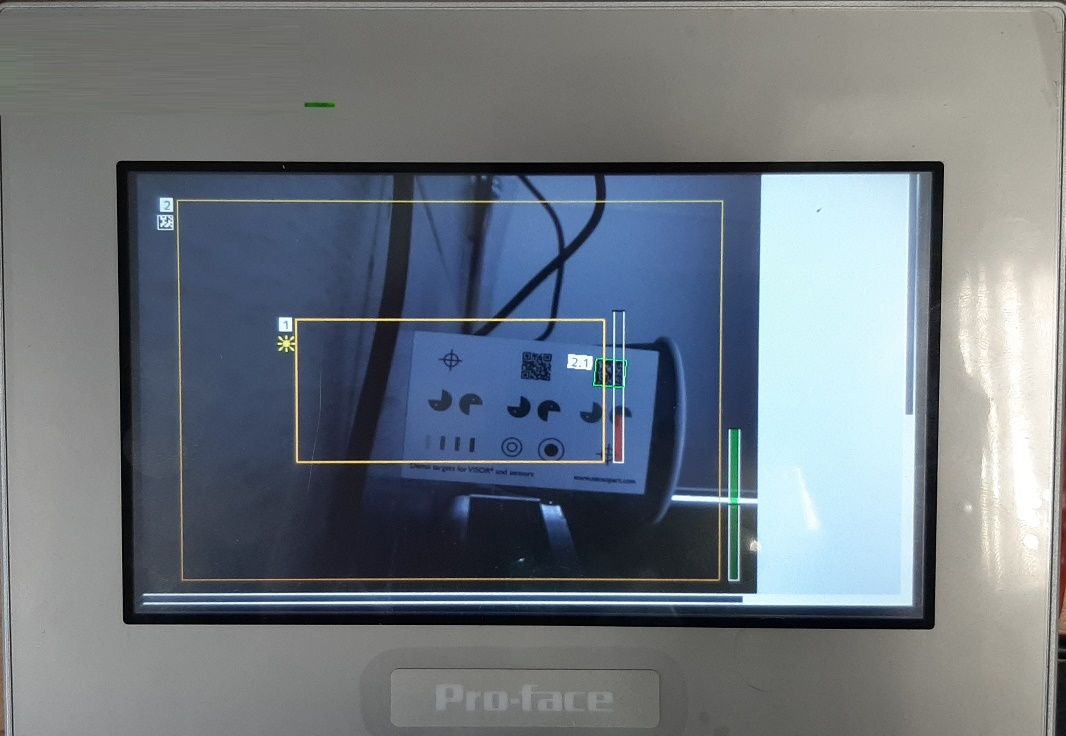 2
1
2.1
Demo targets for VISOR® and sensors
www.sensopart.com
Pro-face